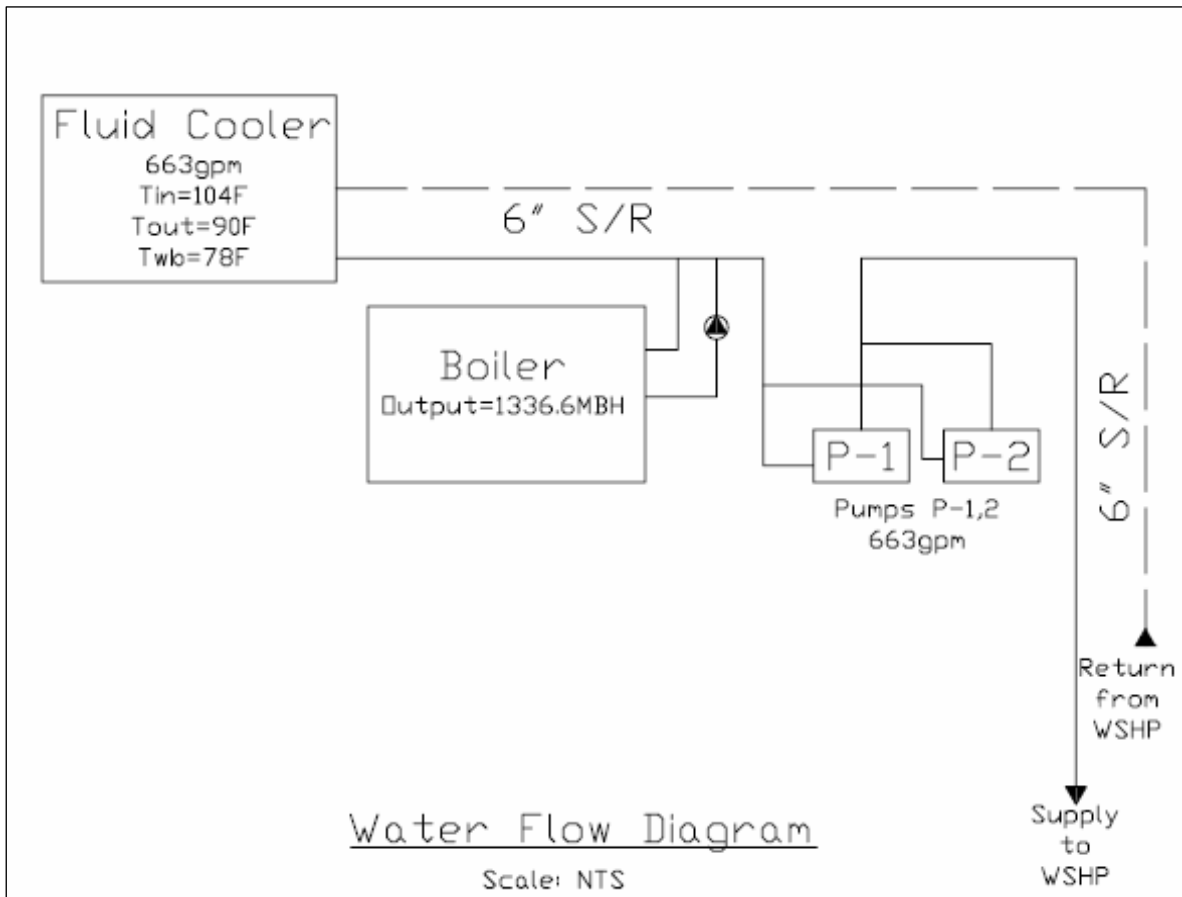 Fluid Cooler
663gpm
Tin=104F
Tout=90F
Twb=78F
6" S/R
Boiler
Output=1336.6MBH
P-1
P-2
Pumps P-1,2
663gpm
6" S/R
Return
from
WSHP
Supply
to
WSHP
Water Flow Diagram
Scale: NTS